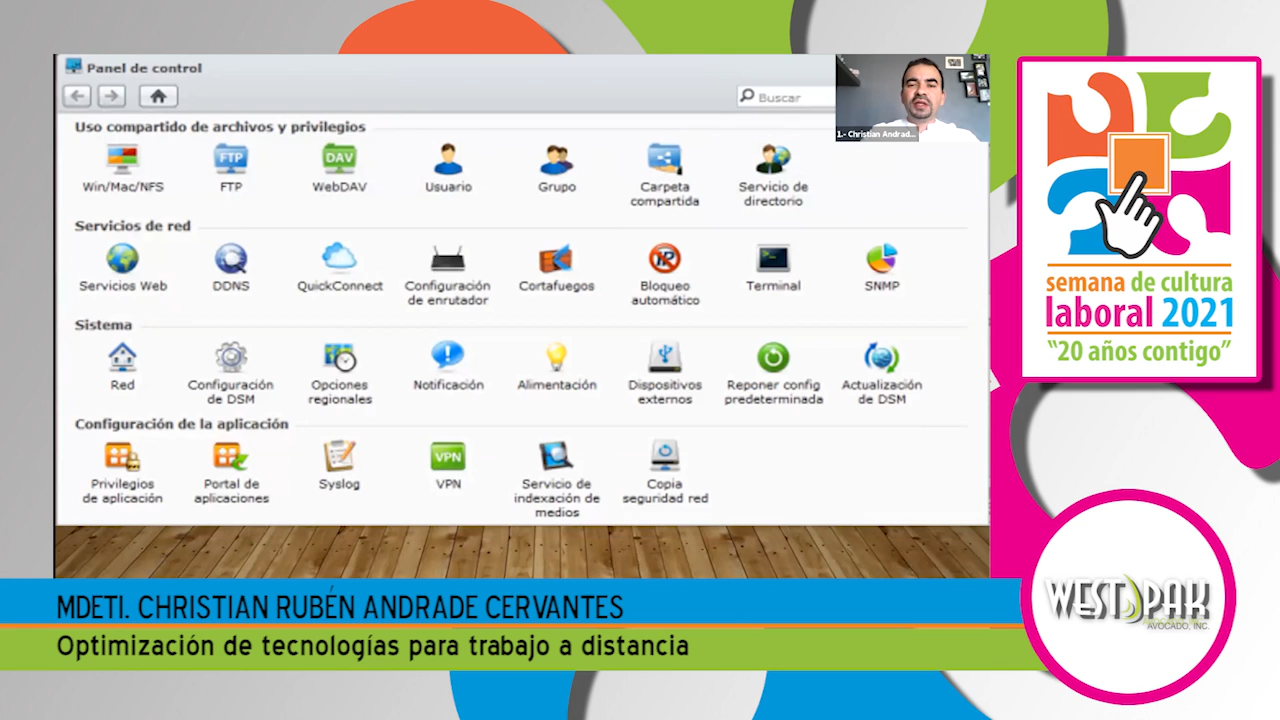 Panel de control
Buscar
1.- Christian Andrad...
Uso compartido de archivos y privilegios
FTP
DAV
Win/Mac/NFS
FTP
WebDAV
Usuario
Grupo
Carpeta
compartida
Servicio de
directorio
Servicios de red
IP
Servicios Web
DDNS
QuickConnect
Configuración
de enrutador
Cortafuegos
Bloqueo
automático
Terminal
SNMP
Sistema
Red
Configuración
de DSM
Opciones
regionales
Notificación
Alimentación
Dispositivos
externos
Reponer config
predeterminada
Actualización
de DSM
Configuración de la aplicación
VPN
Privilegios
de aplicación
Portal de
aplicaciones
Syslog
VPN
Servicio de
indexación de
medios
Copia
seguridad red
semana de cultura
laboral 2021
"20 años contigo"
MDETI. CHRISTIAN RUBÉN ANDRADE CERVANTES
Optimización de tecnologías para trabajo a distancia
WEST PAK
AVOCADO, INC.